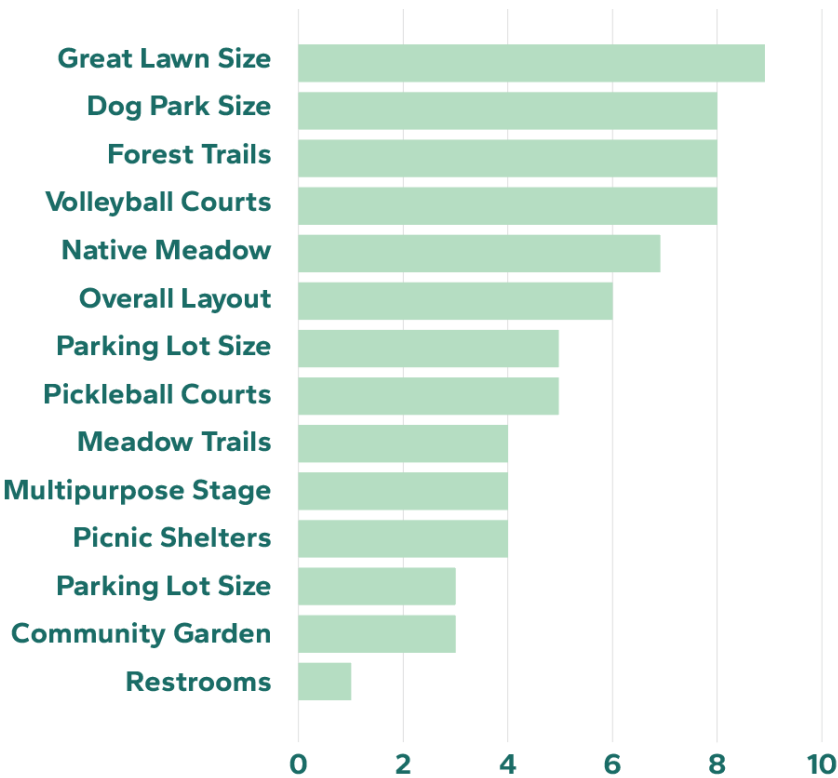 Great Lawn Size
Dog Park Size
Forest Trails
Volleyball Courts
Native Meadow
Overall Layout
Parking Lot Size
Pickleball Courts
Meadow Trails
Multipurpose Stage
Picnic Shelters
Parking Lot Size
Community Garden
Restrooms
0 2 4 6 8 10